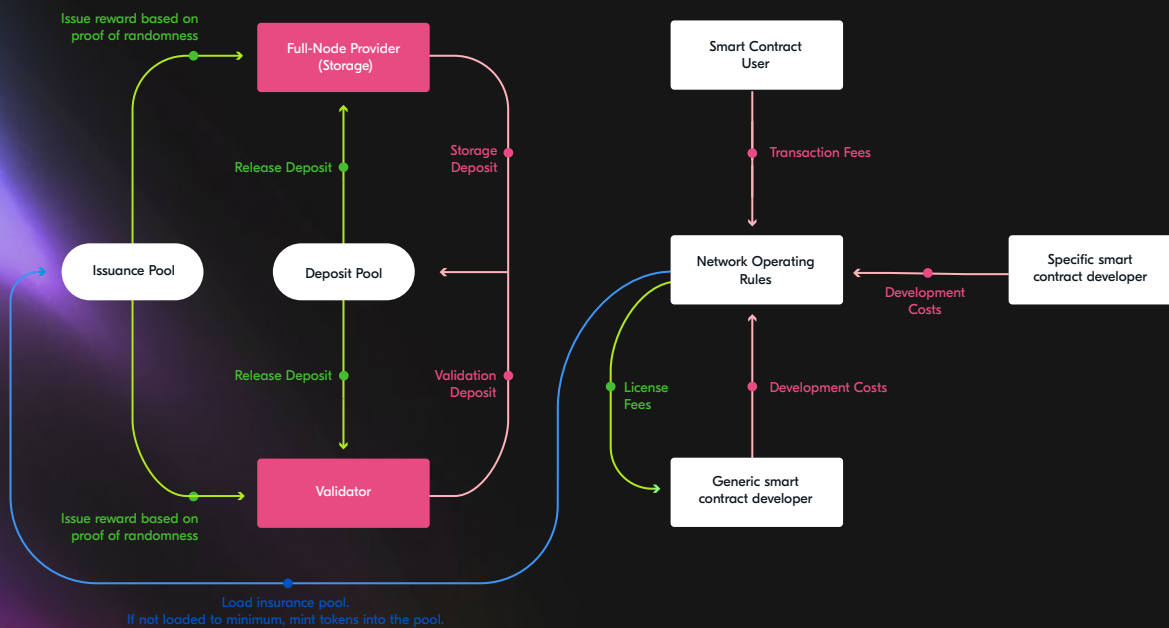 Issue reward based on
proof of randomness
Full-Node Provider
(Storage)
Smart Contract
User
Release Deposit
Storage
Deposit
Transaction Fees
Issuance Pool
Deposit Pool
Network Operating
Rules
Specific smart
contract developer
Development
Costs
Release Deposit
Validation
Deposit
License
Fees
Development Costs
Validator
Generic smart
contract developer
Issue reward based on
proof of randomness
Load insurance pool.
If not loaded to minimum, mint tokens into the pool.